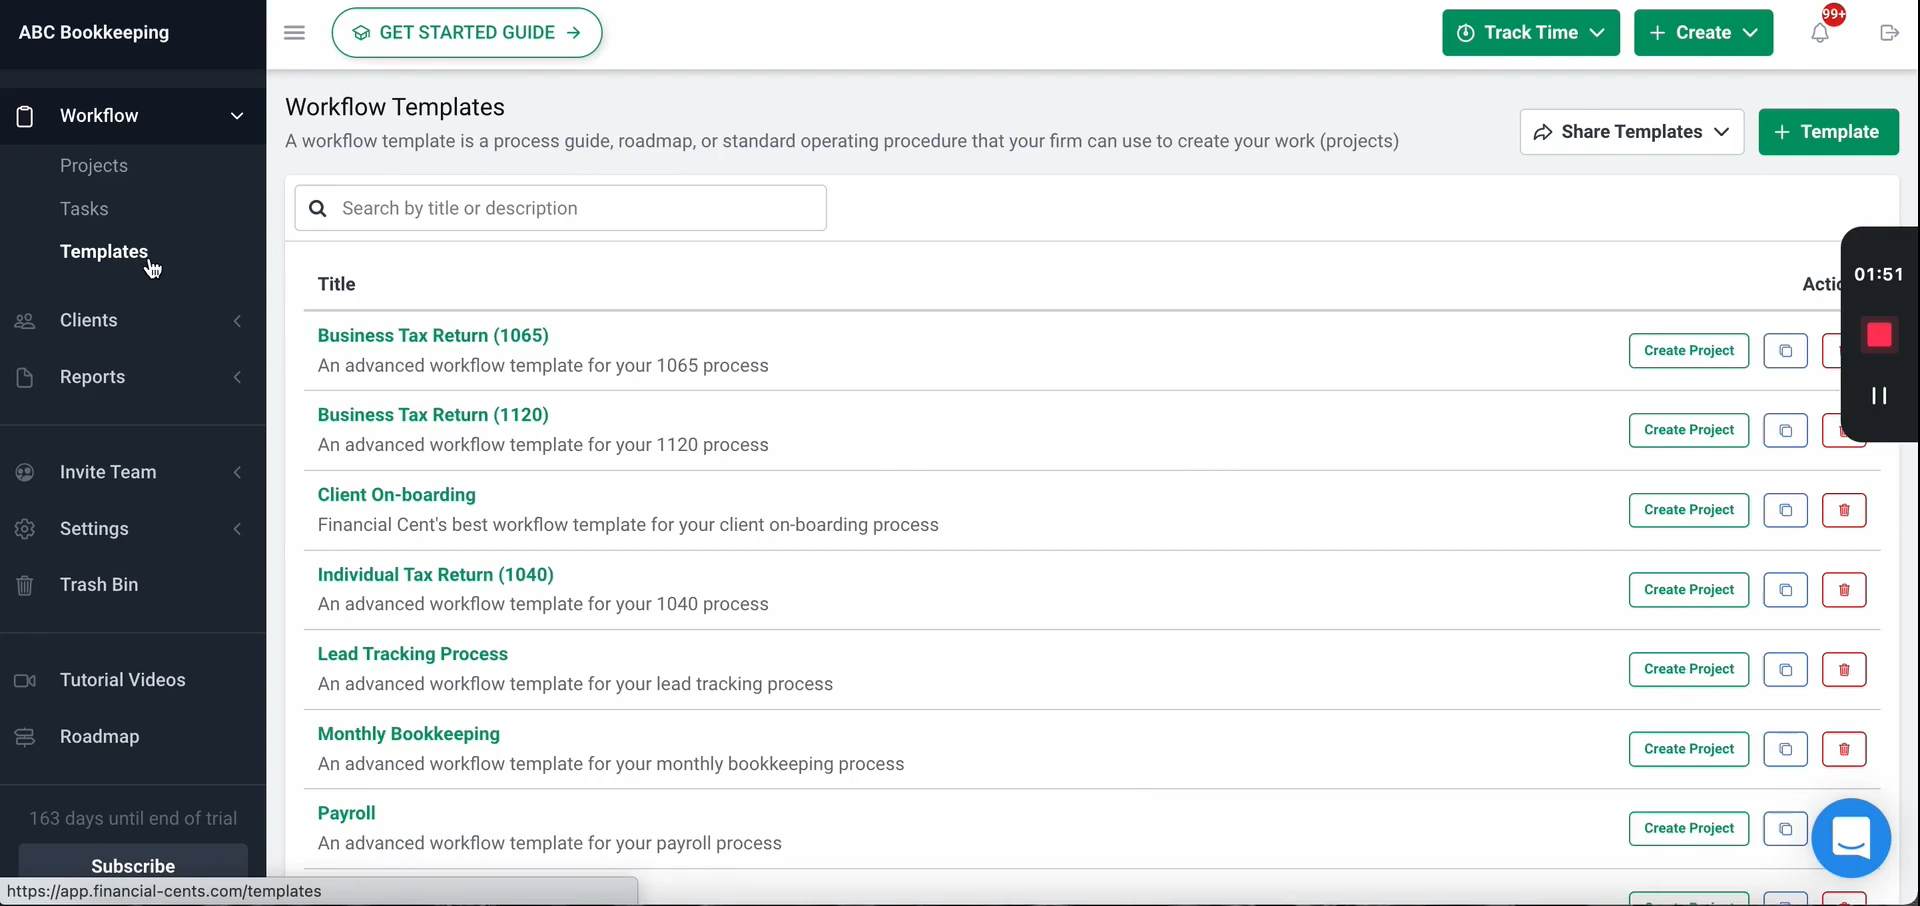 ABC Bookkeeping
GET STARTED GUIDE
Track Time
Create
99+
Workflow
Projects
Tasks
Templates
Clients
Reports
Invite Team
Settings
Trash Bin
Tutorial Videos
Roadmap
163 days until end of trial
Subscribe
https://app.financial-cents.com/templates
Workflow Templates
A workflow template is a process guide, roadmap, or standard operating procedure that your firm can use to create your work (projects)
Share Templates
+ Template
Search by title or description
Title
Actio
01:51
Business Tax Return (1065)
An advanced workflow template for your 1065 process
Create Project
Business Tax Return (1120)
An advanced workflow template for your 1120 process
Create Project
Client On-boarding
Financial Cent's best workflow template for your client on-boarding process
Create Project
Individual Tax Return (1040)
An advanced workflow template for your 1040 process
Create Project
Lead Tracking Process
An advanced workflow template for your lead tracking process
Create Project
Monthly Bookkeeping
An advanced workflow template for your monthly bookkeeping process
Create Project
Payroll
An advanced workflow template for your payroll process
Create Project